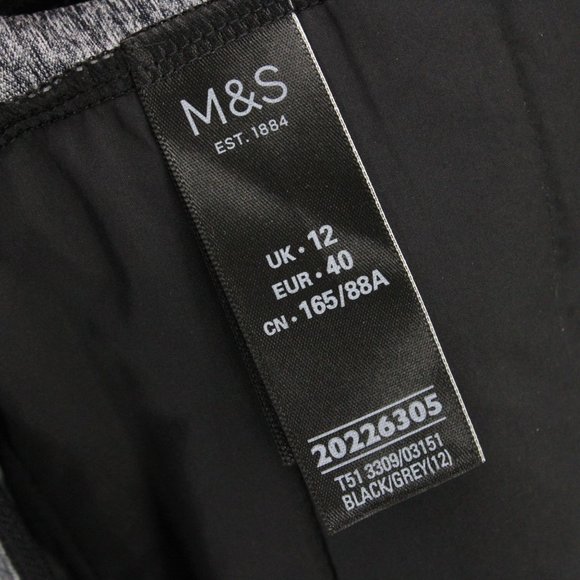 M&S
EST. 1884
UK • 12
EUR • 40
CN • 165/88A
20226305
T51 3309/03151
BLACK/GREY(12)